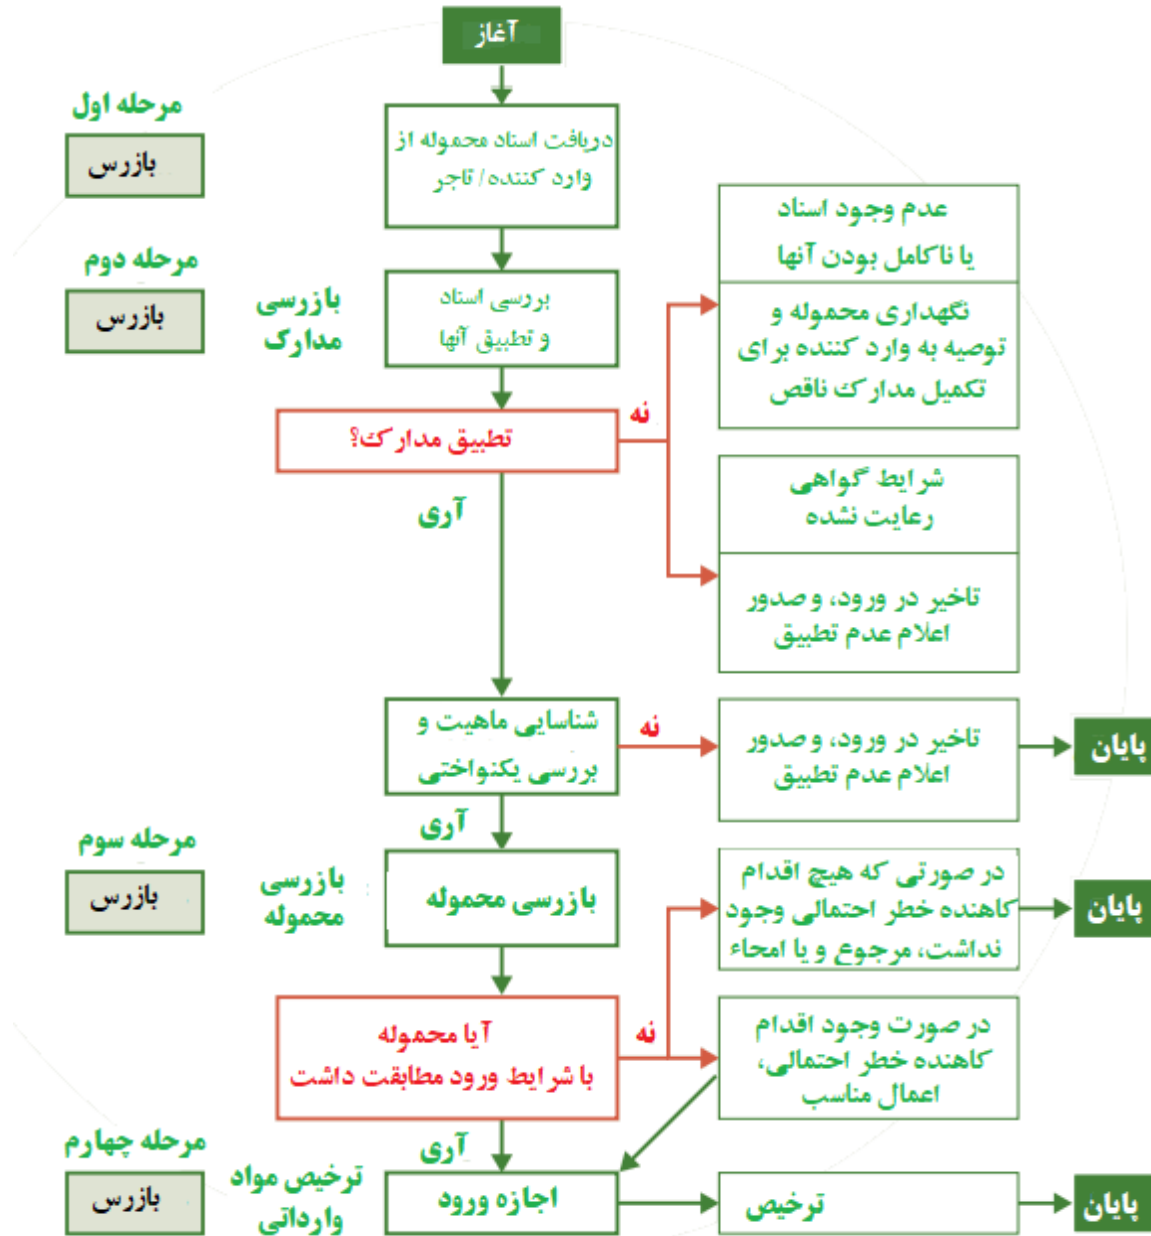 آغاز
مرحله اول
بازرس
دریافت اسناد محموله از
وارد کننده/ تاجر
مرحله دوم
بازرس
بازرسی
مدارک
بررسی اسناد
و تطبیق آنها
عدم وجود اسناد
یا ناکامل بودن آنها
نگهداری محموله و
توصیه به وارد کننده برای
تکمیل مدارک ناقص
تطبیق مدارک؟
نه
آری
شرایط گواهی
رعایت نشده
تاخیر در ورود، و صدور
اعلام عدم تطبیق
شناسایی ماهیت و
بررسی یکنواختی
نه
تاخیر در ورود، و صدور
اعلام عدم تطبیق
پایان
آری
مرحله سوم
بازرس
بازرسی
محموله
بازرسی محموله
در صورتی که هیچ اقدام
کاهنده خطر احتمالی وجود
نداشت، مرجوع و یا امحاء
پایان
آیا محموله
با شرایط ورود مطابقت داشت
نه
در صورت وجود اقدام
کاهنده خطر احتمالی،
اعمال مناسب
آری
مرحله چهارم
بازرس
ترخیص مواد
وارداتی
اجازه ورود
ترخیص
پایان